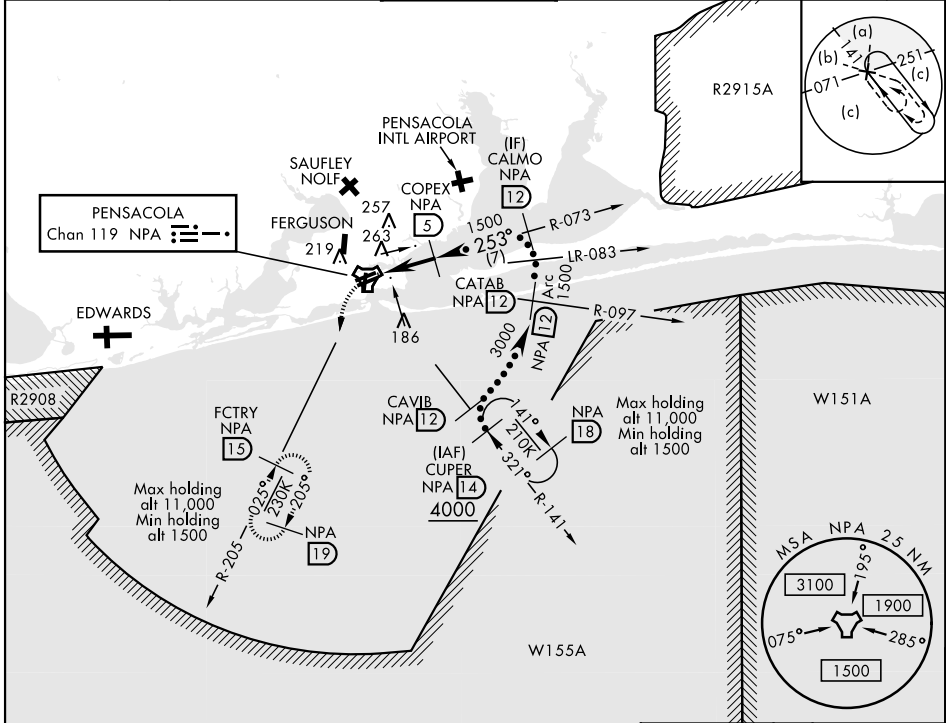 R2915A
(a)
(b)
141
251
(c)
071
(c)
PENSACOLA
INTL AIRPORT
SAUFLEY
NOLF
COPEX
NPA
5
(IF)
CALMO
NPA
12
PENSACOLA
Chan 119 NPA
FERGUSON
257
263
219
1500
253°
(7)
R-073
LR-083
CATAB
NPA 12
Arc
1500
NPA 12
R-097
EDWARDS
186
3000
R2908
CAVIB
NPA 12
FCTRY
NPA
15
141°
210K
321°
NPA
18
Max holding
alt 11,000
Min holding
alt 1500
W151A
(IAF)
CUPER
NPA 14
4000
R-141
Max holding
alt 11,000
Min holding
alt 1500
025°
230K
205°
NPA
19
R-205
W155A
MSA NPA 25 NM
195°
3100
1900
075°
285°
1500